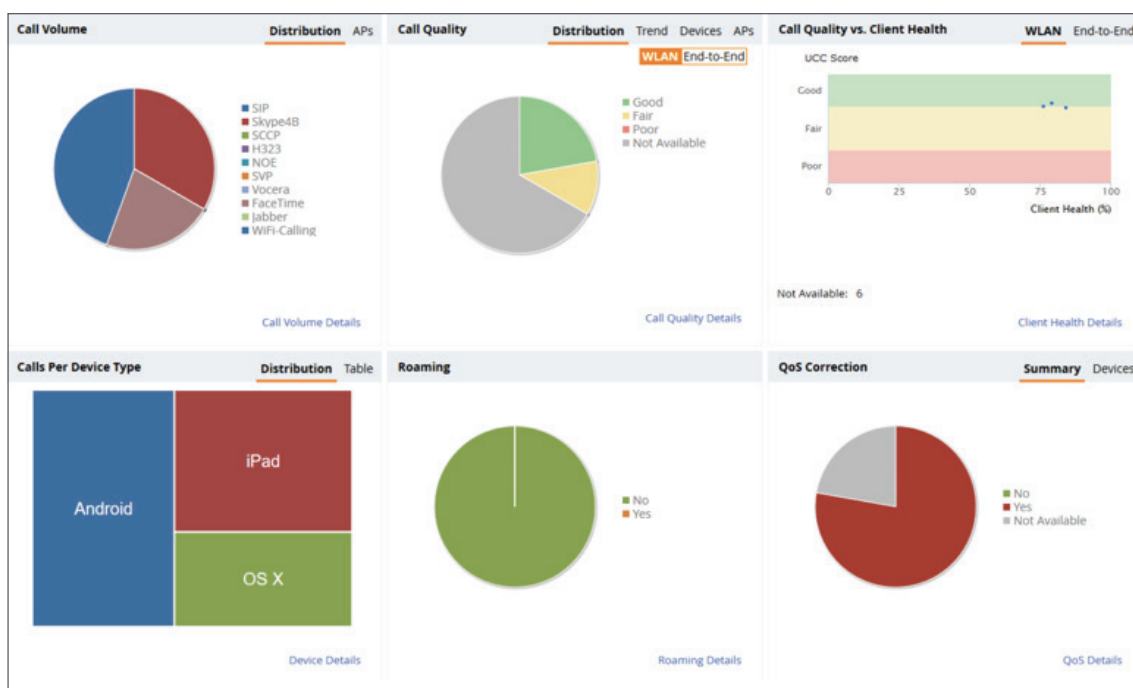 Call Volume Distribution APs
SIP
Skype4B
SCCP
H323
NOE
SVP
Vocera
FaceTime
Jabber
WiFi-Calling
Call Volume Details
Call Quality Distribution Trend Devices APs
WLAN End-to-End
Good
Fair
Poor
Not Available
Call Quality Details
Call Quality vs. Client Health WLAN End-to-End
UCC Score
Good
Fair
Poor
0 25 50 75 100
Client Health (%)
Not Available: 6
Client Health Details
Calls Per Device Type Distribution Table
Android
iPad
OS X
Device Details
Roaming
No
Yes
Roaming Details
QoS Correction Summary Devices
No
Yes
Not Available
QoS Details